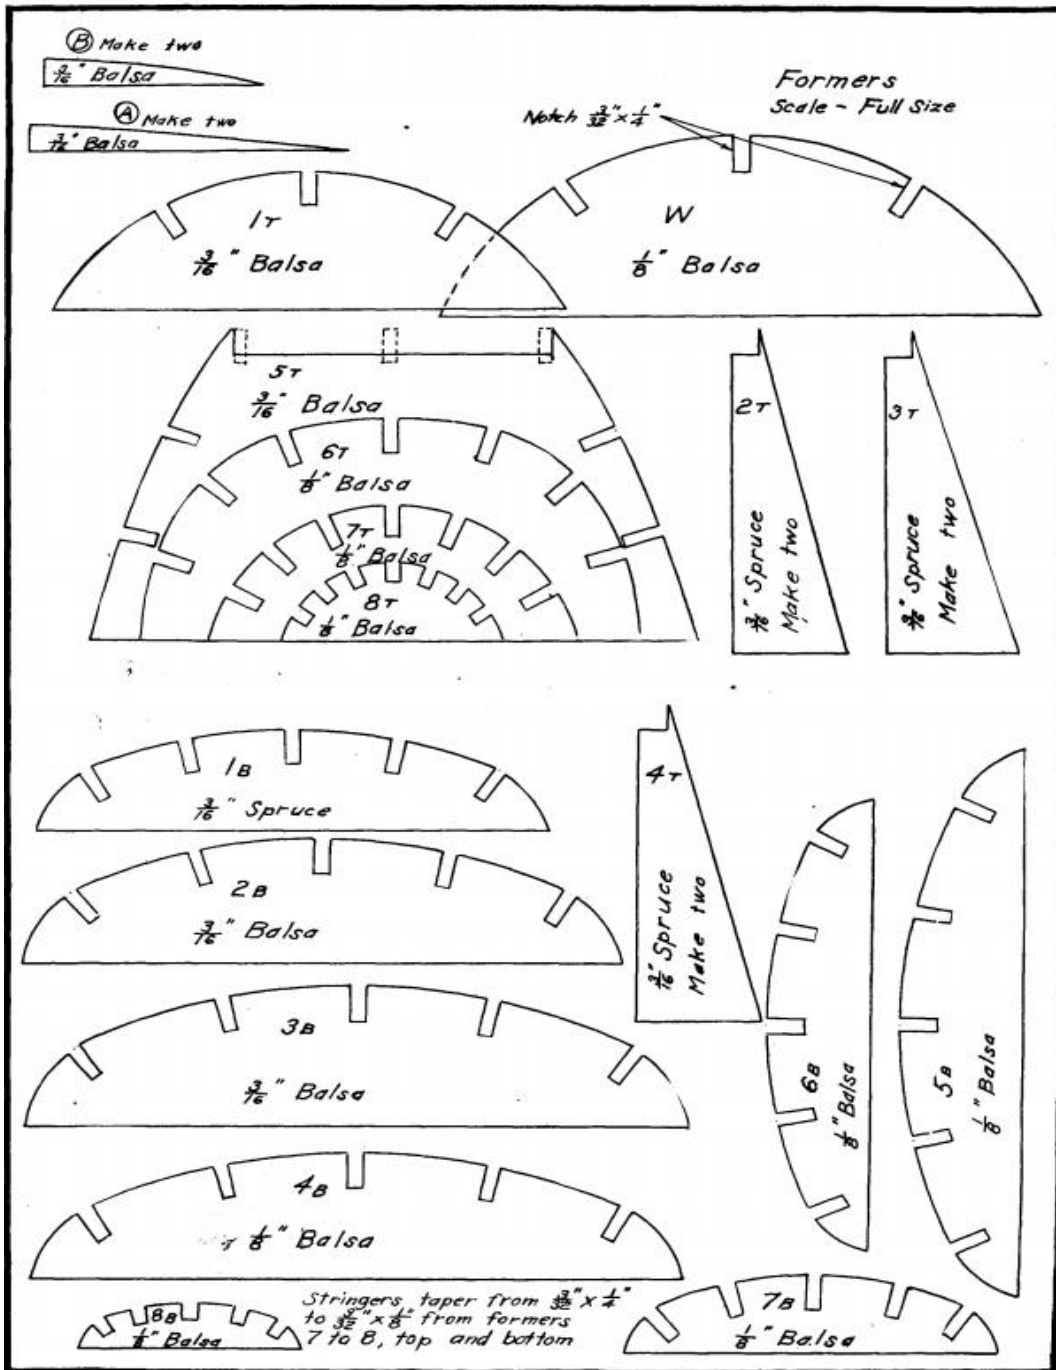 Ⓑ Make two
3/16" Balsa
Ⓐ Make two
3/32" Balsa
Formers
Scale - Full Size
Notch 3/32" x 1/4"
1T
3/16" Balsa
W
1/8" Balsa
5T
3/16" Balsa
6T
1/8" Balsa
7T
1/8" Balsa
8T
1/8" Balsa
2T
3/16" Spruce
Make two
3T
3/16" Spruce
Make two
1B
3/16" Spruce
2B
3/16" Balsa
3B
3/16" Balsa
4B
1/8" Balsa
4T
3/16" Spruce
Make two
6B
1/8" Balsa
5B
1/8" Balsa
8B
1/8" Balsa
Stringers taper from 3/32" x 1/4"
to 3/32" x 1/8" from formers
7 to 8, top and bottom
7B
1/8" Balsa